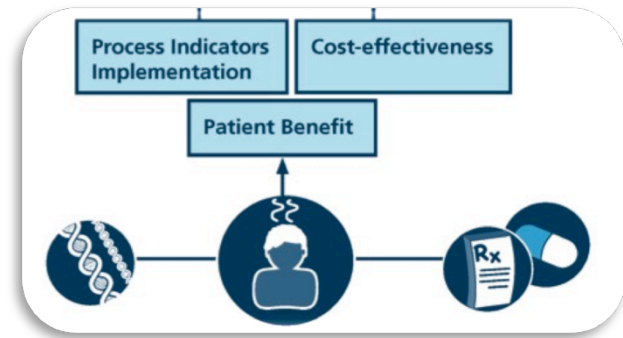 Process Indicators
Implementation
Cost-effectiveness
Patient Benefit
Rx